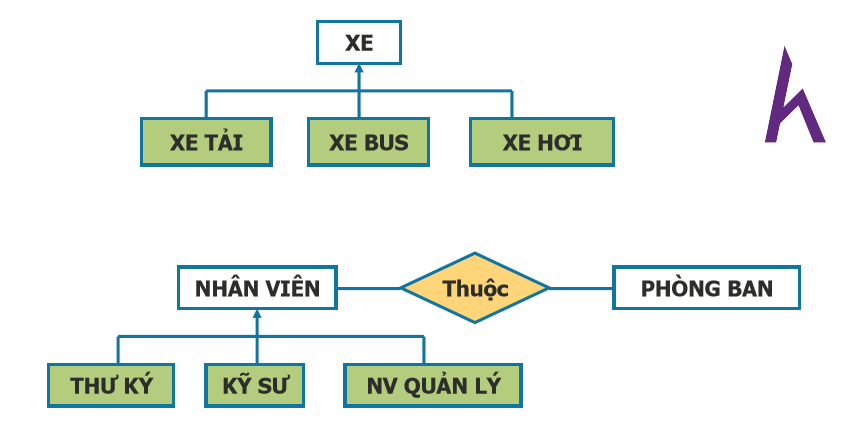 XE
XE TẢI
XE BUS
XE HƠI
NHÂN VIÊN
Thuộc
PHÒNG BAN
THƯ KÝ
KỸ SƯ
NV QUẢN LÝ